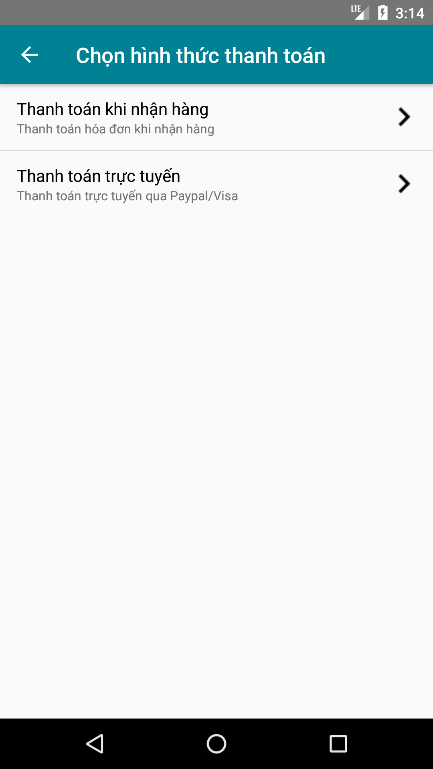 LTE 3:14
Chọn hình thức thanh toán
Thanh toán khi nhận hàng
Thanh toán hóa đơn khi nhận hàng
Thanh toán trực tuyến
Thanh toán trực tuyến qua Paypal/Visa